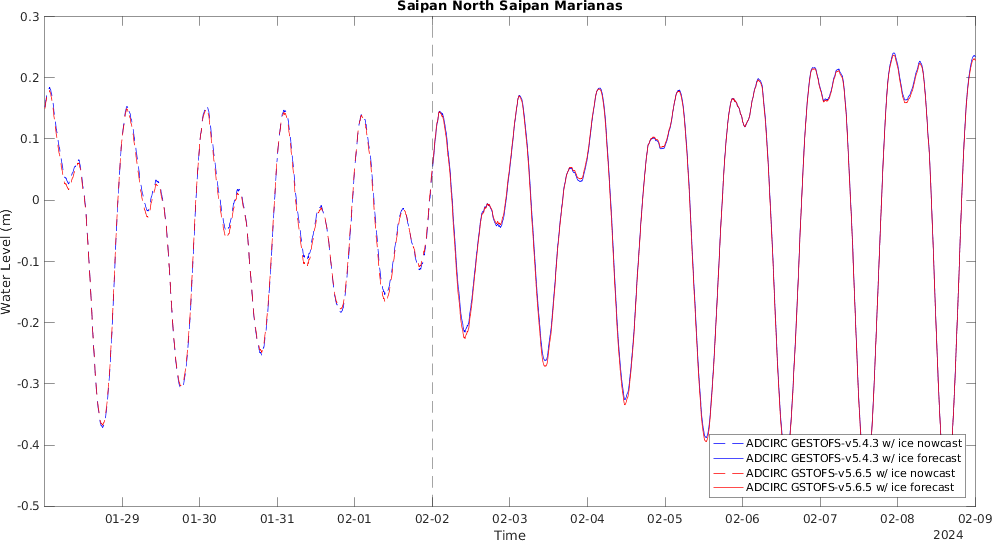 Saipan North Saipan Marianas
0.3
0.2
0.1
0
-0.1
-0.2
-0.3
-0.4
-0.5
Water Level (m)
ADCIRC GESTOFS-v5.4.3 w/ ice nowcast
ADCIRC GESTOFS-v5.4.3 w/ ice forecast
ADCIRC GSTOFS-v5.6.5 w/ ice nowcast
ADCIRC GSTOFS-v5.6.5 w/ ice forecast
01-29 01-30 01-31 02-01 02-02 02-03 02-04 02-05 02-06 02-07 02-08 02-09
Time
2024